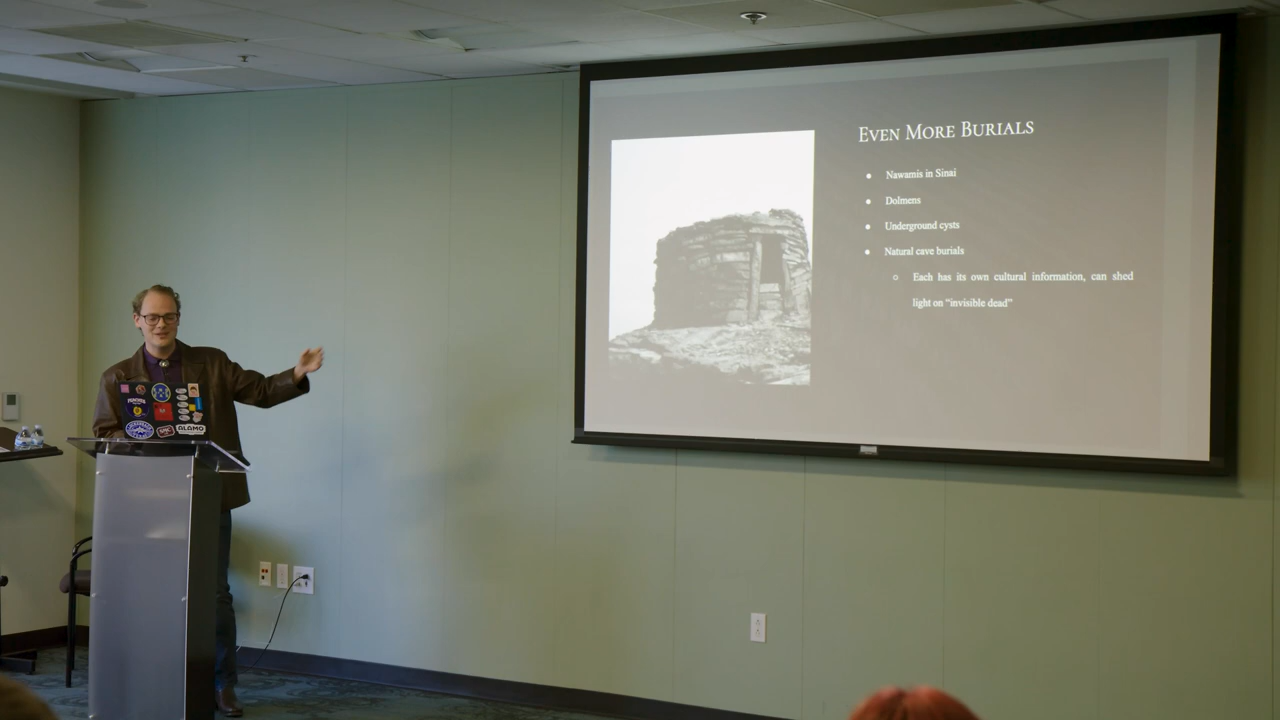 EVEN MORE BURIALS
Nawamis in Sinai
Dolmens
Underground cysts
Natural cave burials
Each has its own cultural information, can shed
light on “invisible dead”
ALAMO